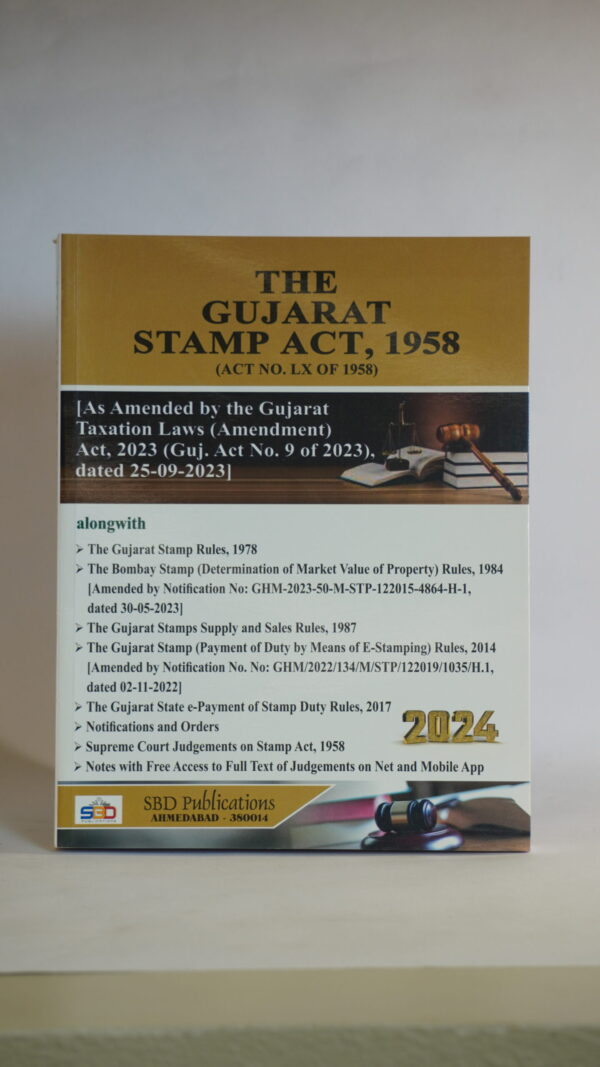 THE
GUJARAT
STAMP ACT, 1958
(ACT NO. LX OF 1958)
[As Amended by the Gujarat
Taxation Laws (Amendment)
Act, 2023 (Guj. Act No. 9 of 2023),
dated 25-09-2023]
alongwith
➢ The Gujarat Stamp Rules, 1978
➢ The Bombay Stamp (Determination of Market Value of Property) Rules, 1984
[Amended by Notification No: GHM-2023-50-M-STP-122015-4864-H-1,
dated 30-05-2023]
➢ The Gujarat Stamps Supply and Sales Rules, 1987
➢ The Gujarat Stamp (Payment of Duty by Means of E-Stamping) Rules, 2014
[Amended by Notification No. No: GHM/2022/134/M/STP/122019/1035/H.1,
dated 02-11-2022]
➢ The Gujarat State e-Payment of Stamp Duty Rules, 2017
➢ Notifications and Orders
2024
➢ Supreme Court Judgements on Stamp Act, 1958
➢ Notes with Free Access to Full Text of Judgements on Net and Mobile App
SBD
PUBLICATIONS
SBD Publications
AHMEDABAD - 380014